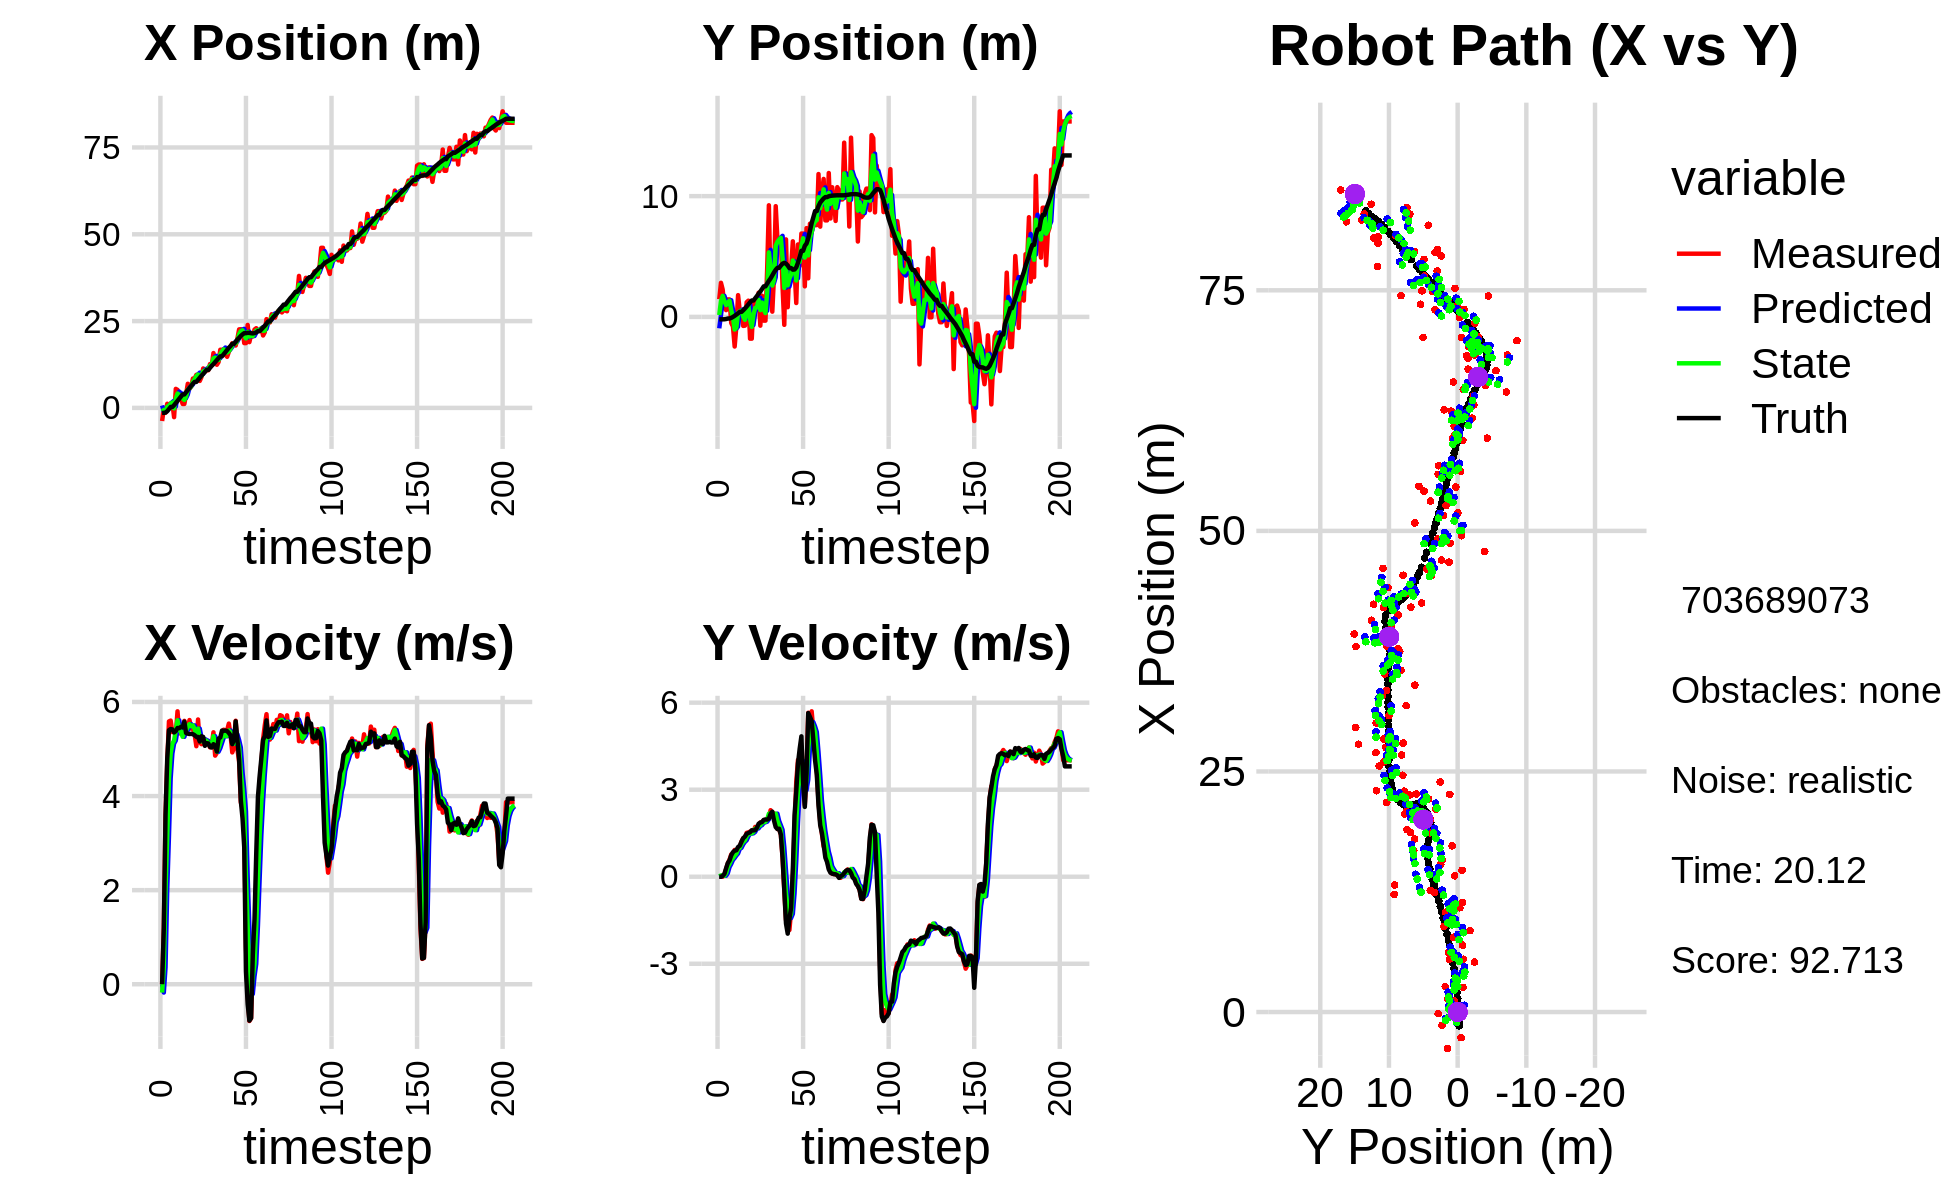 X Position (m)
75
50
25
0
0
50
100
150
200
timestep
Y Position (m)
10
0
0
50
100
150
200
timestep
X Velocity (m/s)
6
4
2
0
0
50
100
150
200
timestep
Y Velocity (m/s)
6
3
0
-3
0
50
100
150
200
timestep
Robot Path (X vs Y)
X Position (m)
75
50
25
0
20 10 0 -10 -20
Y Position (m)
variable
Measured
Predicted
State
Truth
703689073
Obstacles: none
Noise: realistic
Time: 20.12
Score: 92.713